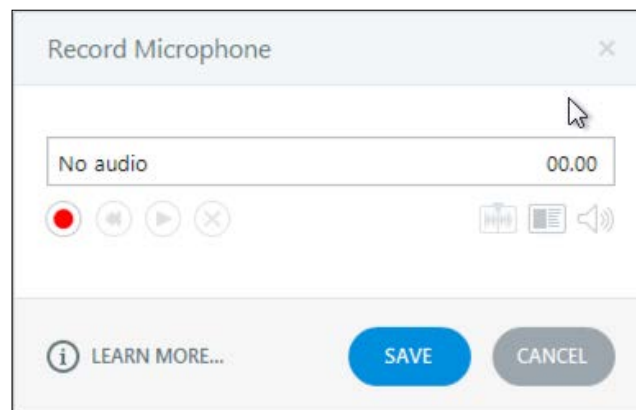 Record Microphone
No audio 00.00
LEARN MORE... SAVE CANCEL